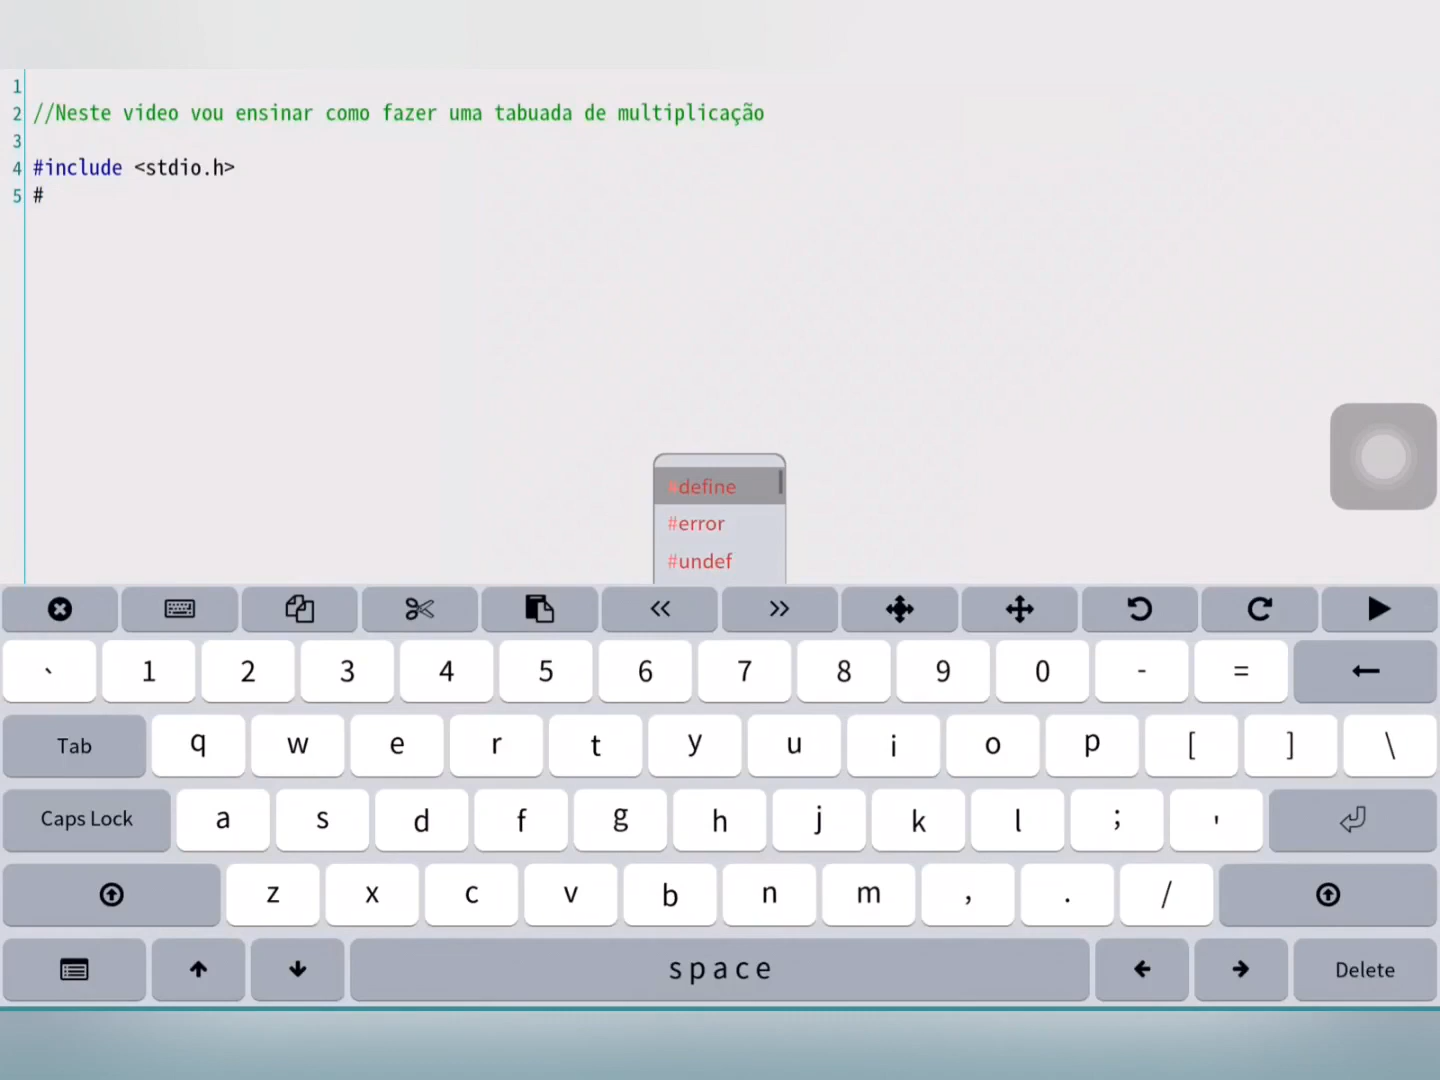 1
2 //Neste video vou ensinar como fazer uma tabuada de multiplicação
3
4 #include <stdio.h>
5 #
#define
#error
#undef
` 1 2 3 4 5 6 7 8 9 0 - =
Tab q w e r t y u i o p [ ] \
Caps Lock a s d f g h j k l ; '
z x c v b n m , . /
space Delete